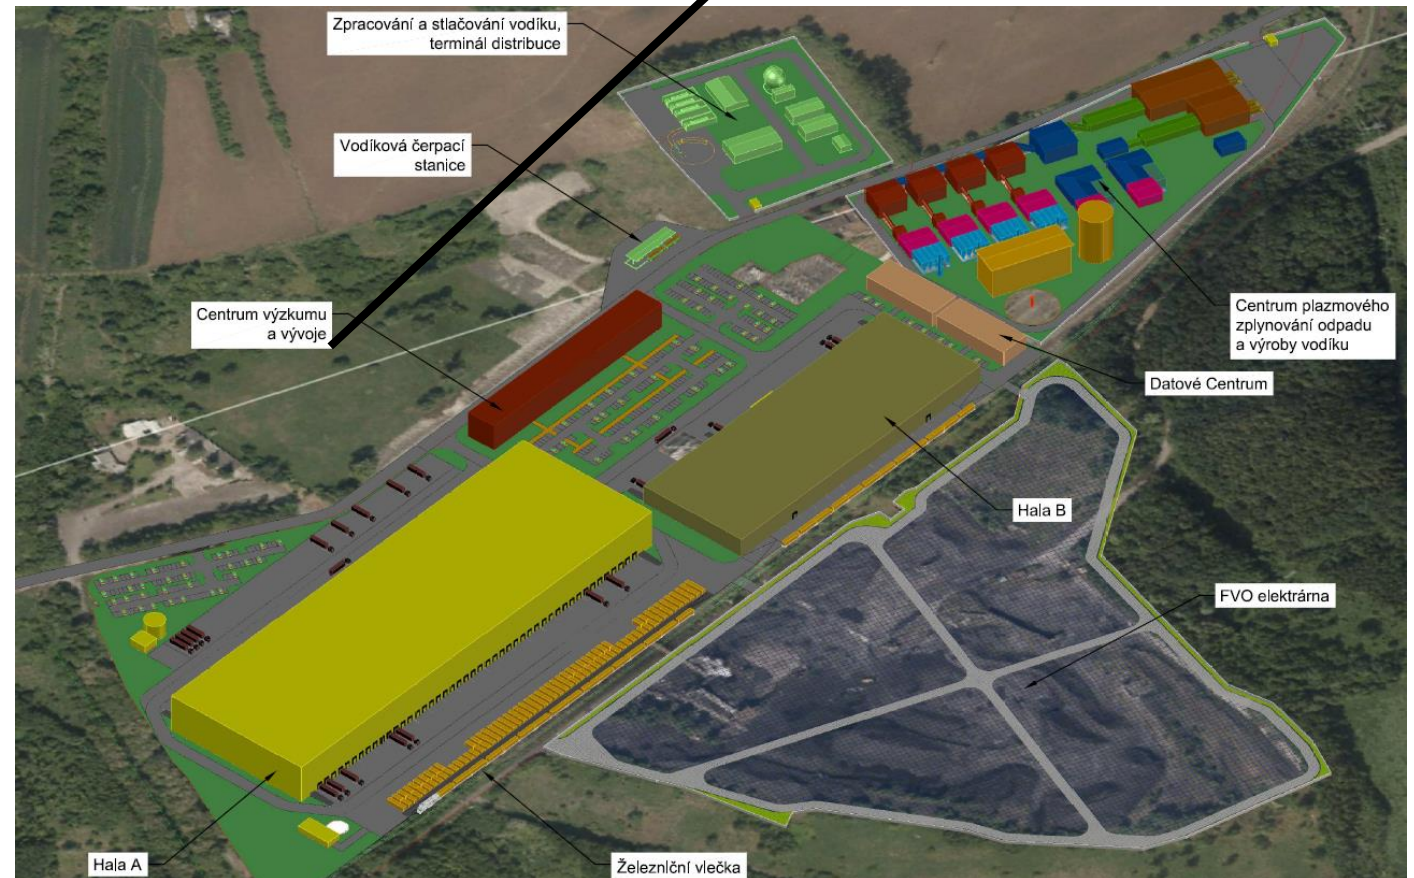 Zpracování a stlačování vodíku,
terminál distribuce
Vodíková čerpací
stanice
Centrum výzkumu
a vývoje
Centrum plazmového
zplynování odpadu
a výroby vodíku
Datové Centrum
Hala B
FVO elektrárna
Hala A
Železniční vlečka